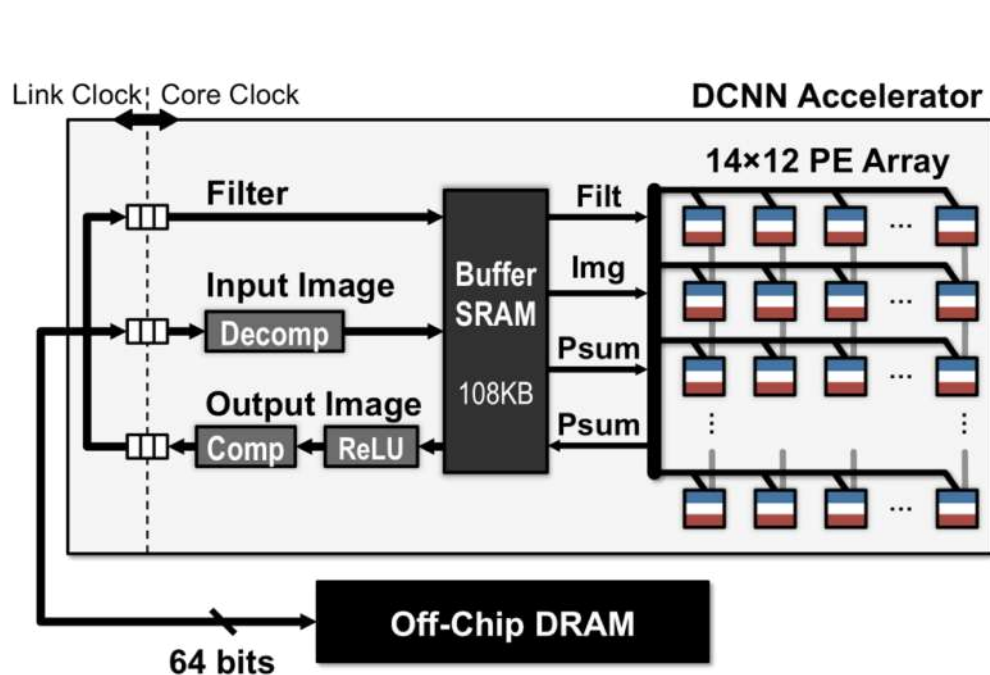 Link Clock
Core Clock
DCNN Accelerator
14×12 PE Array
Filter
Input Image
Decomp
Output Image
Comp
ReLU
Buffer
SRAM
108KB
Filt
Img
Psum
Psum
...
...
...
...
...
...
Off-Chip DRAM
64 bits